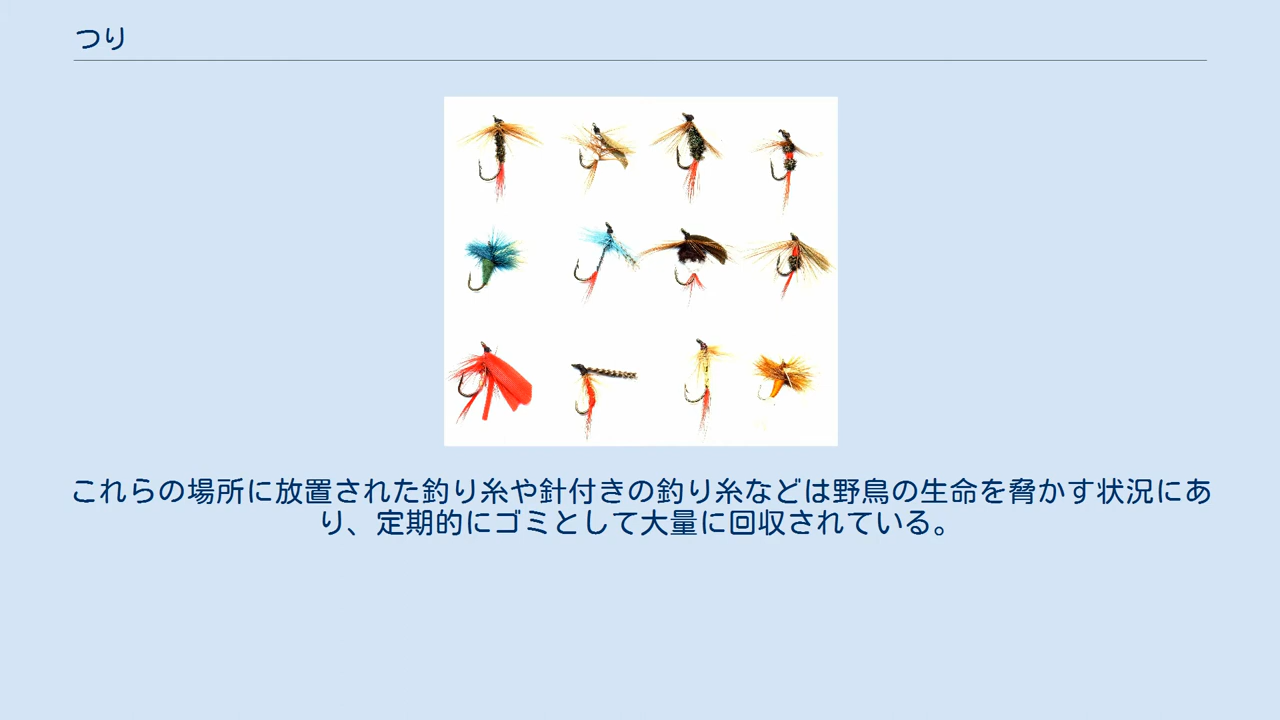 つり
これらの場所に放置された釣り糸や針付きの釣り糸などは野鳥の生命を脅かす状況にあ
り、定期的にゴミとして大量に回収されている。